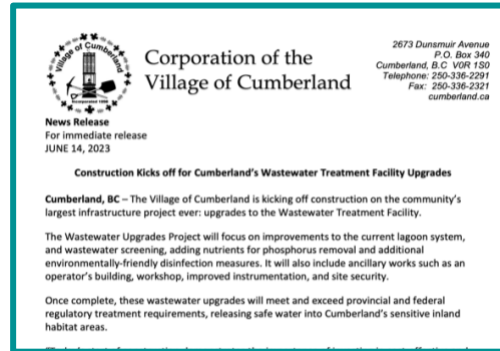 Village of Cumberland
Incorporated 1898
Corporation of the
Village of Cumberland
2673 Dunsmuir Avenue
P.O. Box 340
Cumberland, B.C V0R 1S0
Telephone: 250-336-2291
Fax: 250-336-2321
cumberland.ca
News Release
For immediate release
JUNE 14, 2023
Construction Kicks off for Cumberland's Wastewater Treatment Facility Upgrades
Cumberland, BC – The Village of Cumberland is kicking off construction on the community's
largest infrastructure project ever: upgrades to the Wastewater Treatment Facility.
The Wastewater Upgrades Project will focus on improvements to the current lagoon system,
and wastewater screening, adding nutrients for phosphorus removal and additional
environmentally-friendly disinfection measures. It will also include ancillary works such as an
operator's building, workshop, improved instrumentation, and site security.
Once complete, these wastewater upgrades will meet and exceed provincial and federal
regulatory treatment requirements, releasing safe water into Cumberland's sensitive inland
habitat areas.